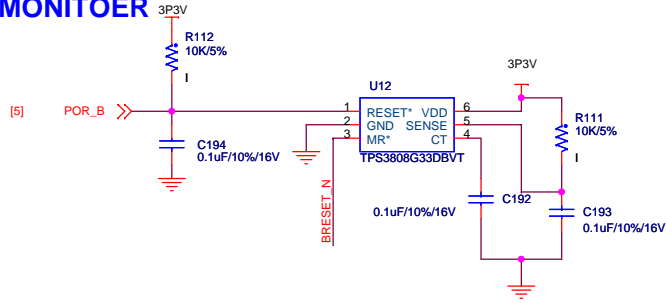 MONITOER
3P3V
R112
10K/5%
I
[5]
POR_B
C194
0.1uF/10%/16V
U12
1 RESET* VDD 6
2 GND SENSE 5
3 MR* CT 4
TPS3808G33DBVT
BRESET_N
3P3V
R111
10K/5%
I
C192
0.1uF/10%/16V
C193
0.1uF/10%/16V